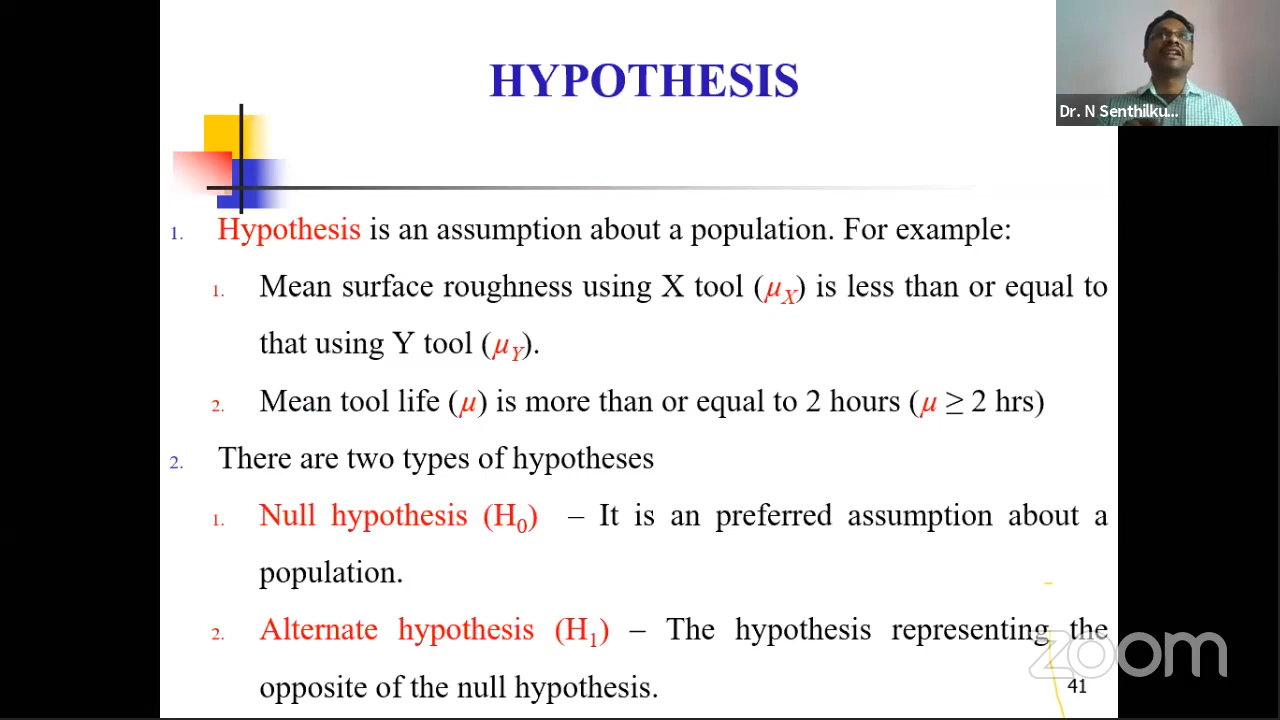 HYPOTHESIS
Dr. N Senthilku...
1. Hypothesis is an assumption about a population. For example:
1. Mean surface roughness using X tool (μX) is less than or equal to
that using Y tool (μY).
2. Mean tool life (μ) is more than or equal to 2 hours (μ ≥ 2 hrs)
2. There are two types of hypotheses
1. Null hypothesis (H0) – It is an preferred assumption about a
population.
2. Alternate hypothesis (H1) – The hypothesis representing the
opposite of the null hypothesis.
zoom
41